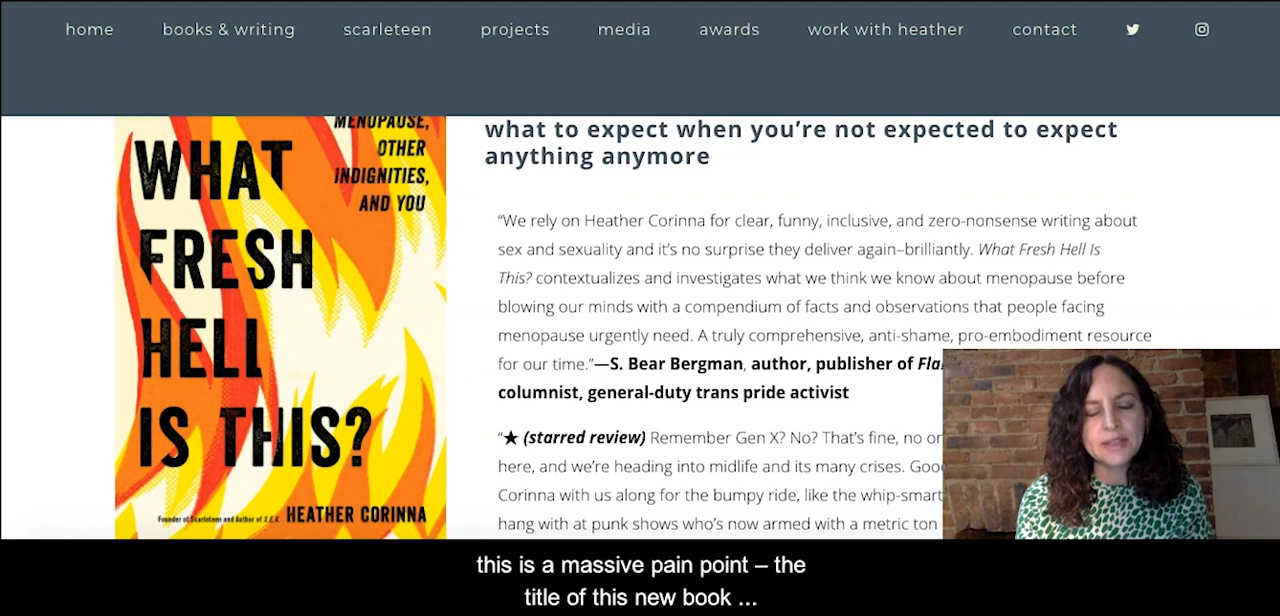 home books & writing scarleteen projects media awards work with heather contact
MENOPAUSE,
OTHER
INDIGNITIES,
AND YOU
WHAT
FRESH
HELL
IS THIS?
Founder of Scarleteen and Author of S.E.X. HEATHER CORINNA
what to expect when you’re not expected to expect
anything anymore
“We rely on Heather Corinna for clear, funny, inclusive, and zero-nonsense writing about
sex and sexuality and it’s no surprise they deliver again–brilliantly. What Fresh Hell Is
This? contextualizes and investigates what we think we know about menopause before
blowing our minds with a compendium of facts and observations that people facing
menopause urgently need. A truly comprehensive, anti-shame, pro-embodiment resource
for our time.”—S. Bear Bergman, author, publisher of
columnist, general-duty trans pride activist
“★ (starred review) Remember Gen X? No? That’s fine, no
here, and we’re heading into midlife and its many crises.
Corinna with us along for the bumpy ride, like the whip-smart
hang with at punk shows who’s now armed with a metric ton
this is a massive pain point – the
title of this new book ...